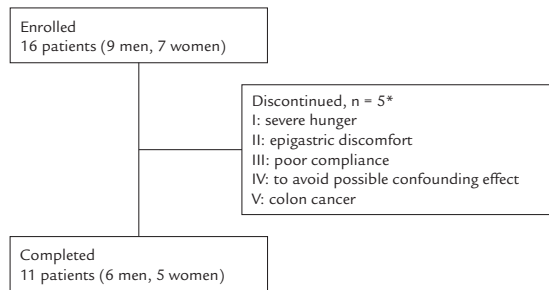 Enrolled
16 patients (9 men, 7 women)
Discontinued, n = 5*
I: severe hunger
II: epigastric discomfort
III: poor compliance
IV: to avoid possible confounding effect
V: colon cancer
Completed
11 patients (6 men, 5 women)